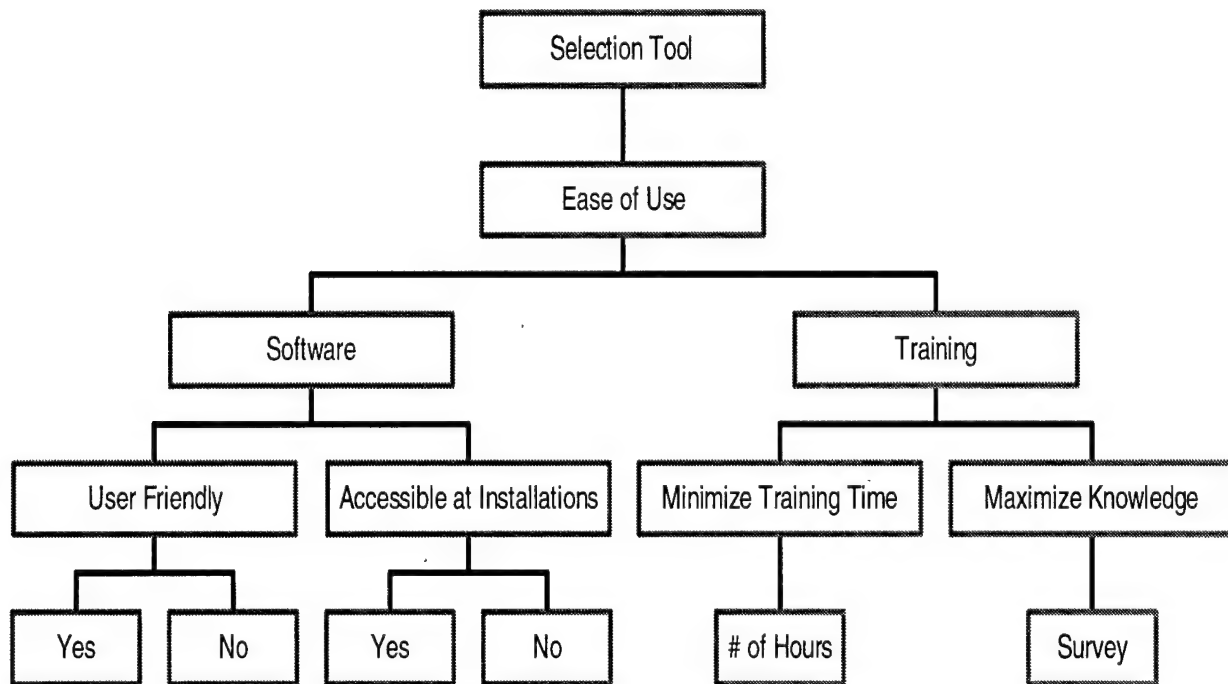 Selection Tool
Ease of Use
Software
Training
User Friendly
Accessible at Installations
Minimize Training Time
Maximize Knowledge
Yes
No
Yes
No
# of Hours
Survey